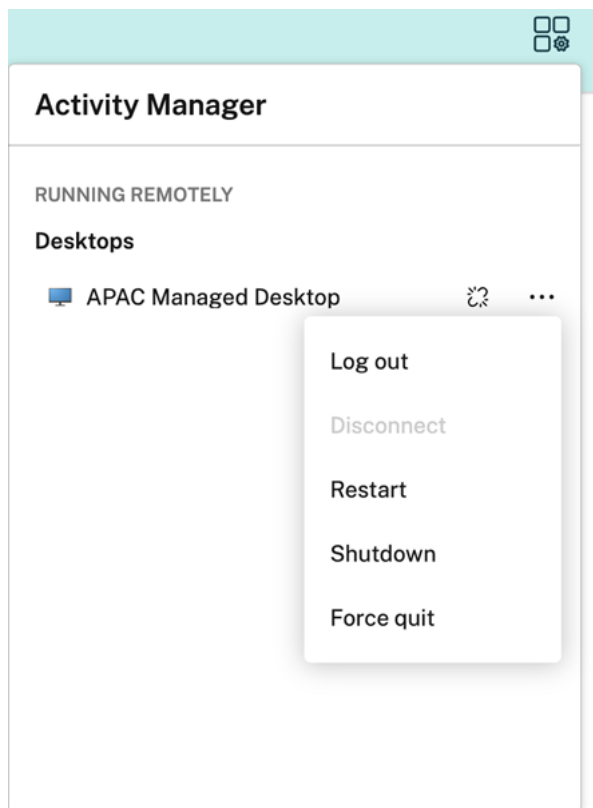 Activity Manager
RUNNING REMOTELY
Desktops
APAC Managed Desktop
Log out
Disconnect
Restart
Shutdown
Force quit